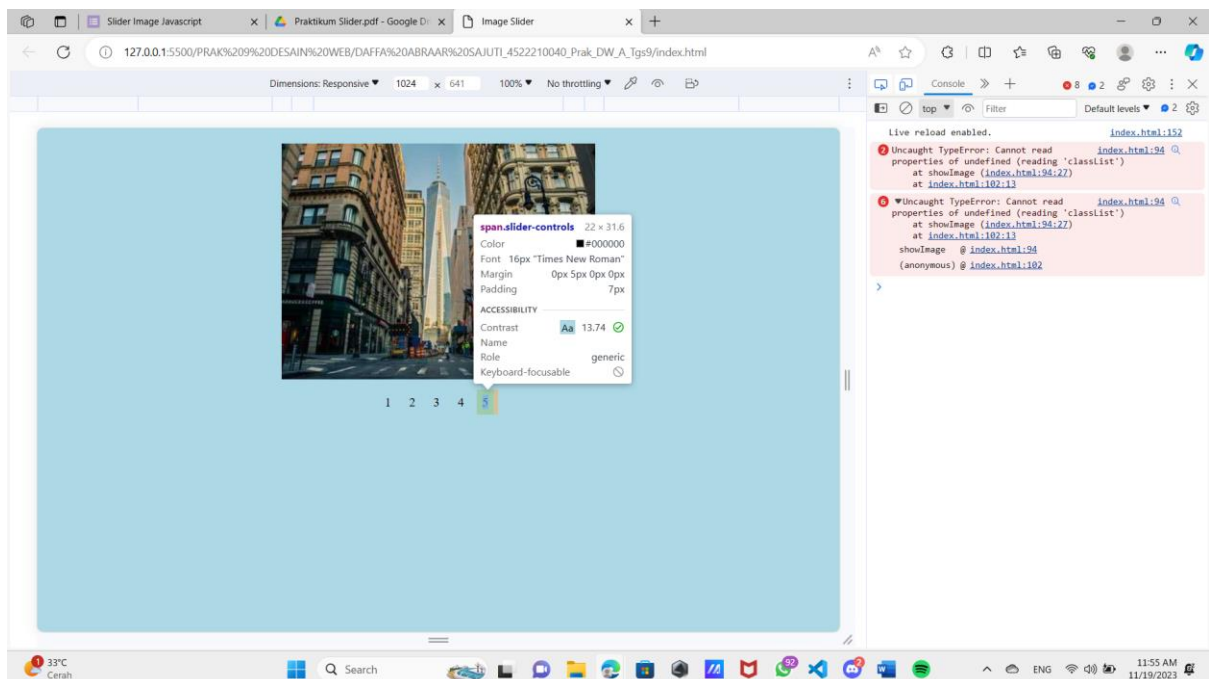 Slider Image Javascript
Praktikum Slider.pdf - Google Dr
Image Slider
127.0.0.1:5500/PRAK%209%20DESAIN%20WEB/DAFFA%20ABRAAR%20SAJUTI_4522210040_Prak_DW_A_Tgs9/index.html
Dimensions: Responsive 1024 x 641 100% No throttling
Console 8 2
top Filter Default levels 2
Live reload enabled. index.html:152
2 Uncaught TypeError: Cannot read index.html:94
properties of undefined (reading 'classList')
at showImage (index.html:94:27)
at index.html:102:13
6 Uncaught TypeError: Cannot read index.html:94
properties of undefined (reading 'classList')
at showImage (index.html:94:27)
at index.html:102:13
showImage @ index.html:94
(anonymous) @ index.html:102
span.slider-controls 22 × 31.6
Color #000000
Font 16px "Times New Roman"
Margin 0px 5px 0px 0px
Padding 7px
ACCESSIBILITY
Contrast Aa 13.74
Name
Role generic
Keyboard-focusable
1 2 3 4 5
1 33°C
Cerah
Search
92
ENG
11:55 AM
11/19/2023